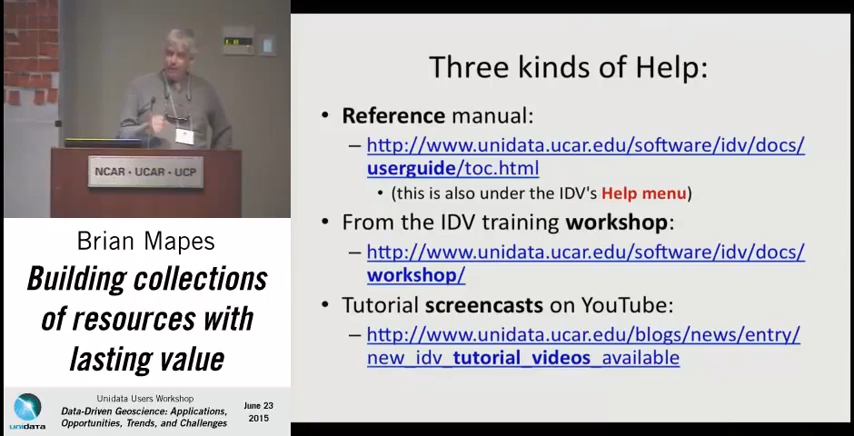 NCAR • UCAR • UCP
Brian Mapes
Building collections
of resources with
lasting value
unidata
Unidata Users Workshop
Data-Driven Geoscience: Applications,
Opportunities, Trends, and Challenges
June 23
2015
Three kinds of Help:
• Reference manual:
– http://www.unidata.ucar.edu/software/idv/docs/
userguide/toc.html
• (this is also under the IDV's Help menu)
• From the IDV training workshop:
– http://www.unidata.ucar.edu/software/idv/docs/
workshop/
• Tutorial screencasts on YouTube:
– http://www.unidata.ucar.edu/blogs/news/entry/
new_idv_tutorial_videos_available